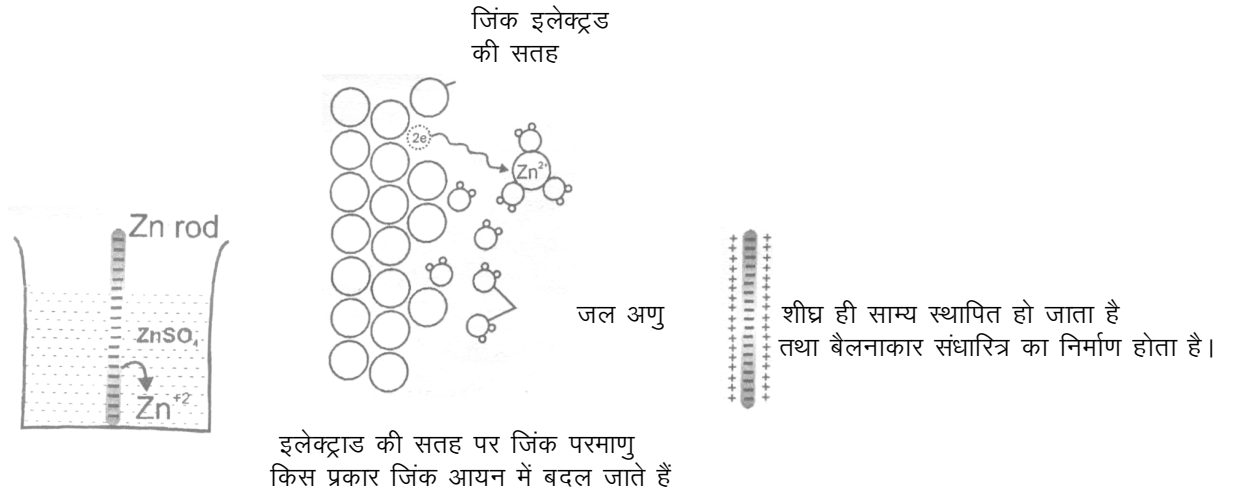 जिंक इलेक्ट्रड
की सतह
2e
Zn²⁺
Zn rod
ZnSO₄
Zn⁺²
जल अणु
शीघ्र ही साम्य स्थापित हो जाता है
तथा बैलनाकार संधारित्र का निर्माण होता है।
इलेक्ट्राड की सतह पर जिंक परमाणु
किस प्रकार जिंक आयन में बदल जाते हैं